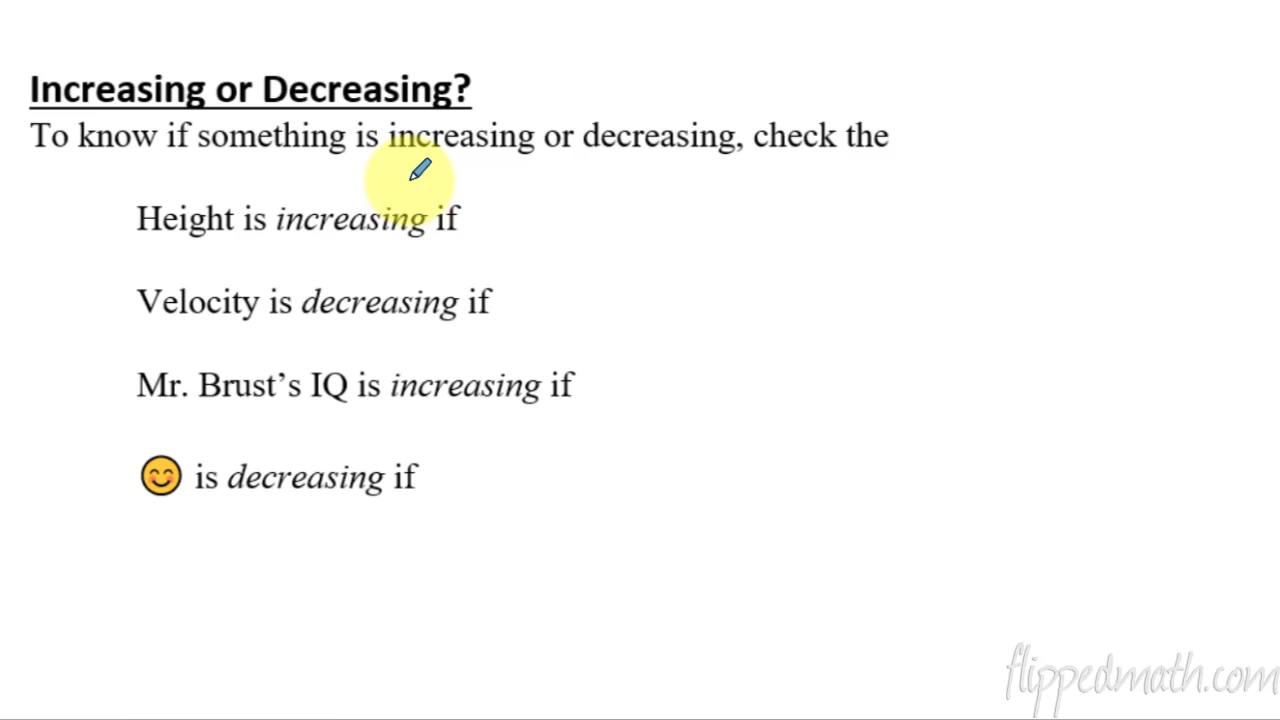 Increasing or Decreasing?
To know if something is increasing or decreasing, check the
Height is increasing if
Velocity is decreasing if
Mr. Brust’s IQ is increasing if
😊 is decreasing if
flippedmath.com